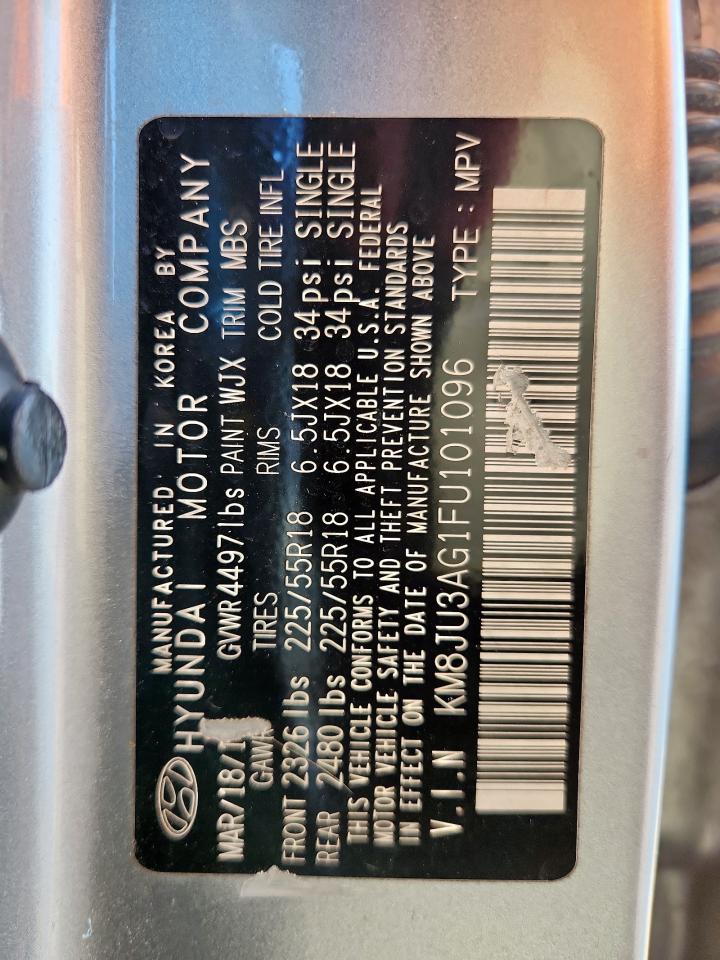 MANUFACTURED IN KOREA BY
HYUNDAI MOTOR COMPANY
MAR/18/1 GVWR4497lbs PAINT WJX TRIM MBS
GAWR TIRES RIMS COLD TIRE INFL
FRONT 2326 lbs 225/55R18 6.5JX18 34psi SINGLE
REAR 2480 lbs 225/55R18 6.5JX18 34psi SINGLE
THIS VEHICLE CONFORMS TO ALL APPLICABLE U.S.A. FEDERAL
MOTOR VEHICLE SAFETY AND THEFT PREVENTION STANDARDS
IN EFFECT ON THE DATE OF MANUFACTURE SHOWN ABOVE
V.I.N KM8JU3AG1FU101096 TYPE : MPV